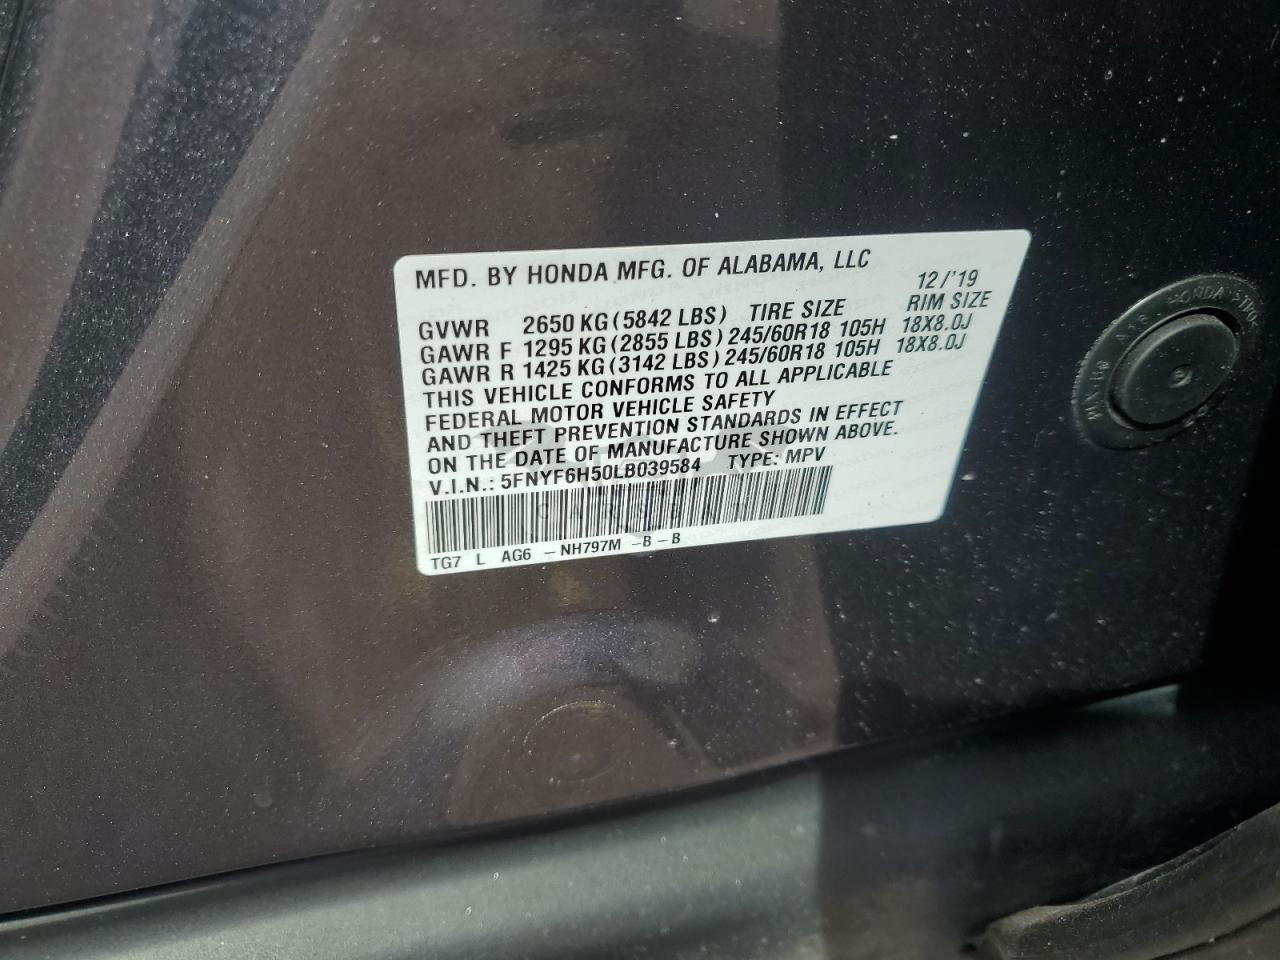 MFD. BY HONDA MFG. OF ALABAMA, LLC
12/'19
GVWR 2650 KG (5842 LBS) TIRE SIZE RIM SIZE
GAWR F 1295 KG (2855 LBS) 245/60R18 105H 18X8.0J
GAWR R 1425 KG (3142 LBS) 245/60R18 105H 18X8.0J
THIS VEHICLE CONFORMS TO ALL APPLICABLE
FEDERAL MOTOR VEHICLE SAFETY
AND THEFT PREVENTION STANDARDS IN EFFECT
ON THE DATE OF MANUFACTURE SHOWN ABOVE.
V.I.N.: 5FNYF6H50LB039584 TYPE: MPV
TG7 L AG6 -NH797M -B-B
HONDA